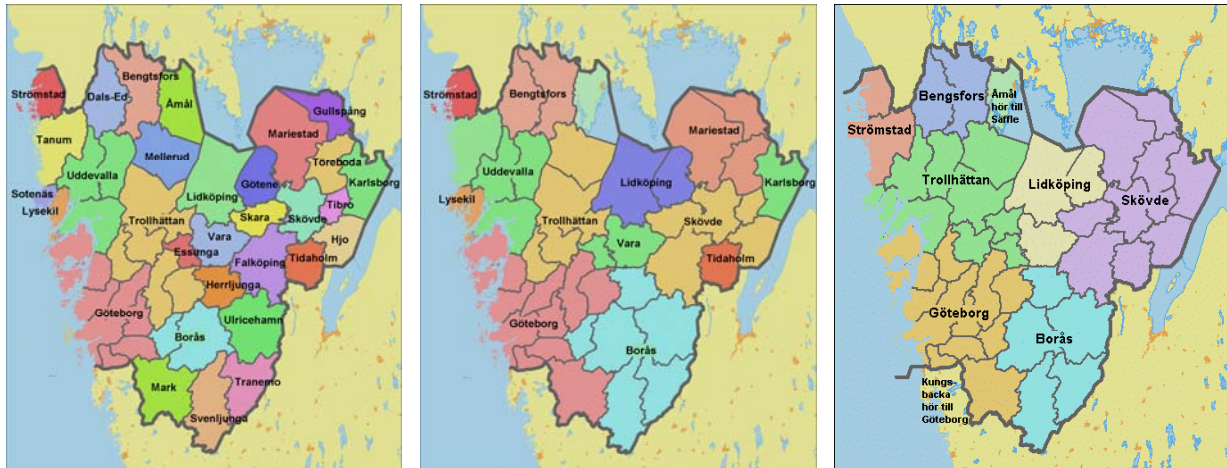 Bengtsfors
Strömstad
Dals-Ed
Åmål
Gullspång
Tanum
Mariestad
Mellerud
Töreboda
Uddevalla
Karlsborg
Lidköping
Götene
Sotenäs
Tibro
Lysekil
Trollhättan
Skara
Skövde
Vara
Hjo
Essunga
Falköping
Tidaholm
Herrljunga
Göteborg
Ulricehamn
Borås
Mark
Tranemo
Svenljunga
Strömstad
Bengtsfors
Mariestad
Uddevalla
Lidköping
Karlsborg
Lysekil
Trollhättan
Skövde
Vara
Tidaholm
Göteborg
Borås
Bengsfors
Åmål
hör till
Säffle
Strömstad
Trollhättan
Lidköping
Skövde
Göteborg
Borås
Kungs-
backa
hör till
Göteborg